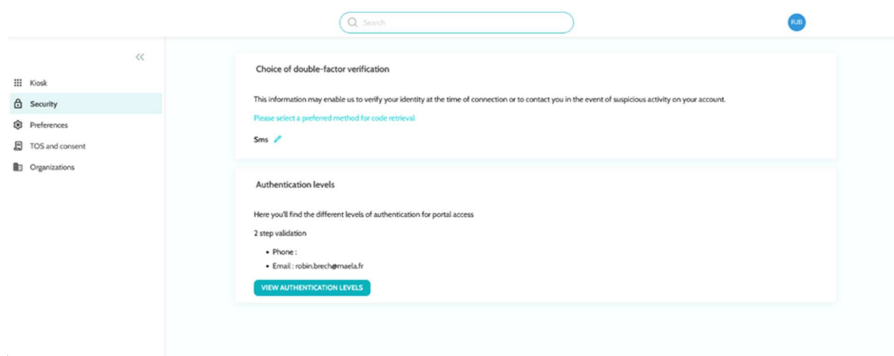 Search
RJB
Kiosk
Security
Preferences
TOS and consent
Organizations
Choice of double-factor verification
This information may enable us to verify your identity at the time of connection or to contact you in the event of suspicious activity on your account.
Please select a preferred method for code retrieval
Sms
Authentication levels
Here you'll find the different levels of authentication for portal access
2 step validation
• Phone :
• Email : robin.brech@maela.fr
VIEW AUTHENTICATION LEVELS